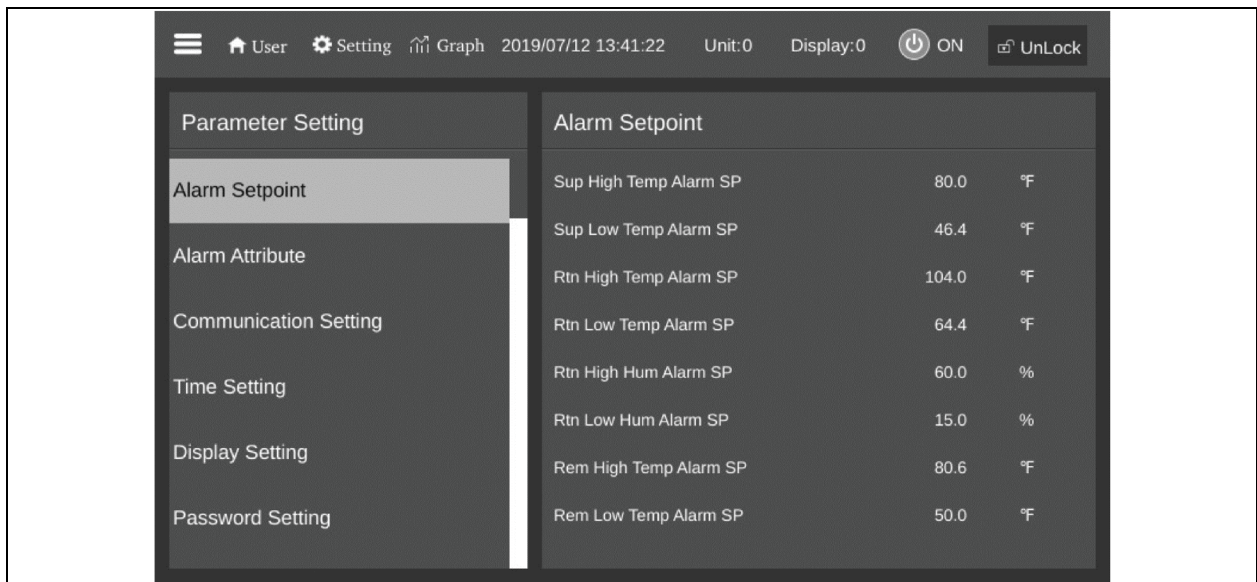 User Setting Graph 2019/07/12 13:41:22 Unit:0 Display:0 ON UnLock
Parameter Setting
Alarm Setpoint
Alarm Attribute
Communication Setting
Time Setting
Display Setting
Password Setting
Alarm Setpoint
Sup High Temp Alarm SP 80.0 °F
Sup Low Temp Alarm SP 46.4 °F
Rtn High Temp Alarm SP 104.0 °F
Rtn Low Temp Alarm SP 64.4 °F
Rtn High Hum Alarm SP 60.0 %
Rtn Low Hum Alarm SP 15.0 %
Rem High Temp Alarm SP 80.6 °F
Rem Low Temp Alarm SP 50.0 °F